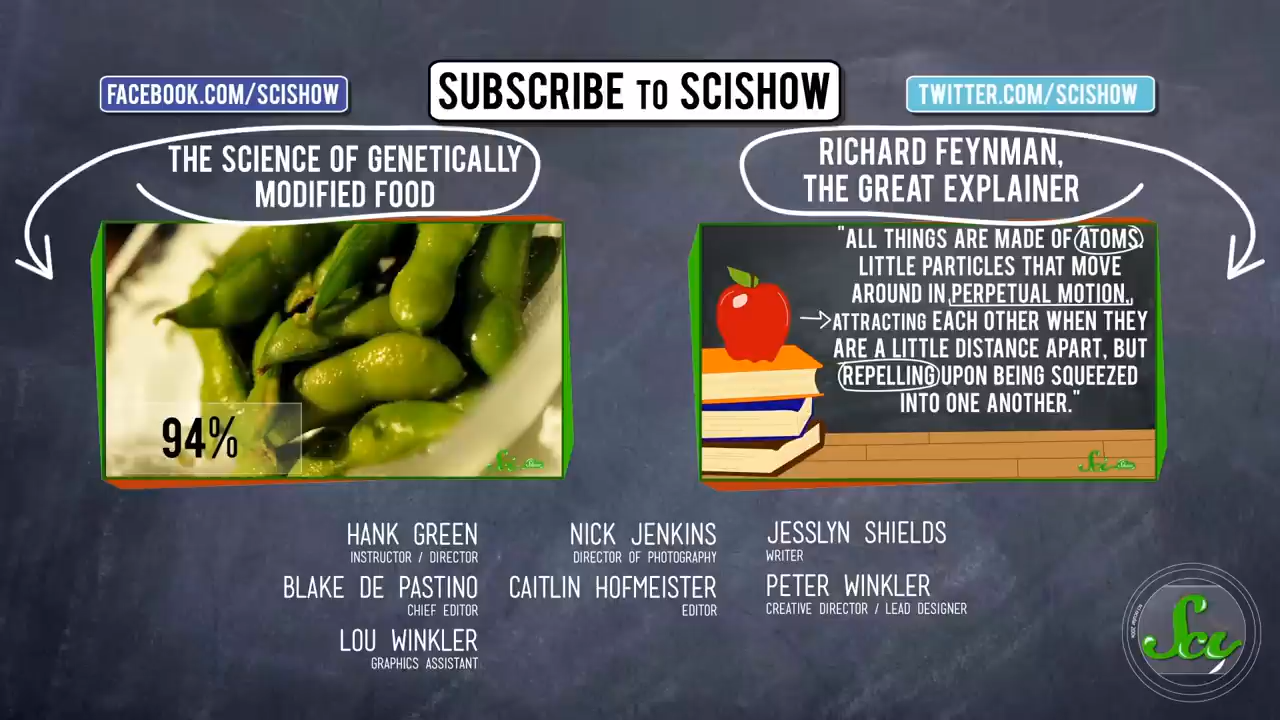 FACEBOOK.COM/SCISHOW
SUBSCRIBE TO SCISHOW
TWITTER.COM/SCISHOW
THE SCIENCE OF GENETICALLY
MODIFIED FOOD
94%
Sci
RICHARD FEYNMAN,
THE GREAT EXPLAINER
"ALL THINGS ARE MADE OF ATOMS,
LITTLE PARTICLES THAT MOVE
AROUND IN PERPETUAL MOTION,
ATTRACTING EACH OTHER WHEN THEY
ARE A LITTLE DISTANCE APART, BUT
REPELLING UPON BEING SQUEEZED
INTO ONE ANOTHER."
Sci
HANK GREEN
INSTRUCTOR / DIRECTOR
BLAKE DE PASTINO
CHIEF EDITOR
LOU WINKLER
GRAPHICS ASSISTANT
NICK JENKINS
DIRECTOR OF PHOTOGRAPHY
CAITLIN HOFMEISTER
EDITOR
JESSLYN SHIELDS
WRITER
PETER WINKLER
CREATIVE DIRECTOR / LEAD DESIGNER
Sci